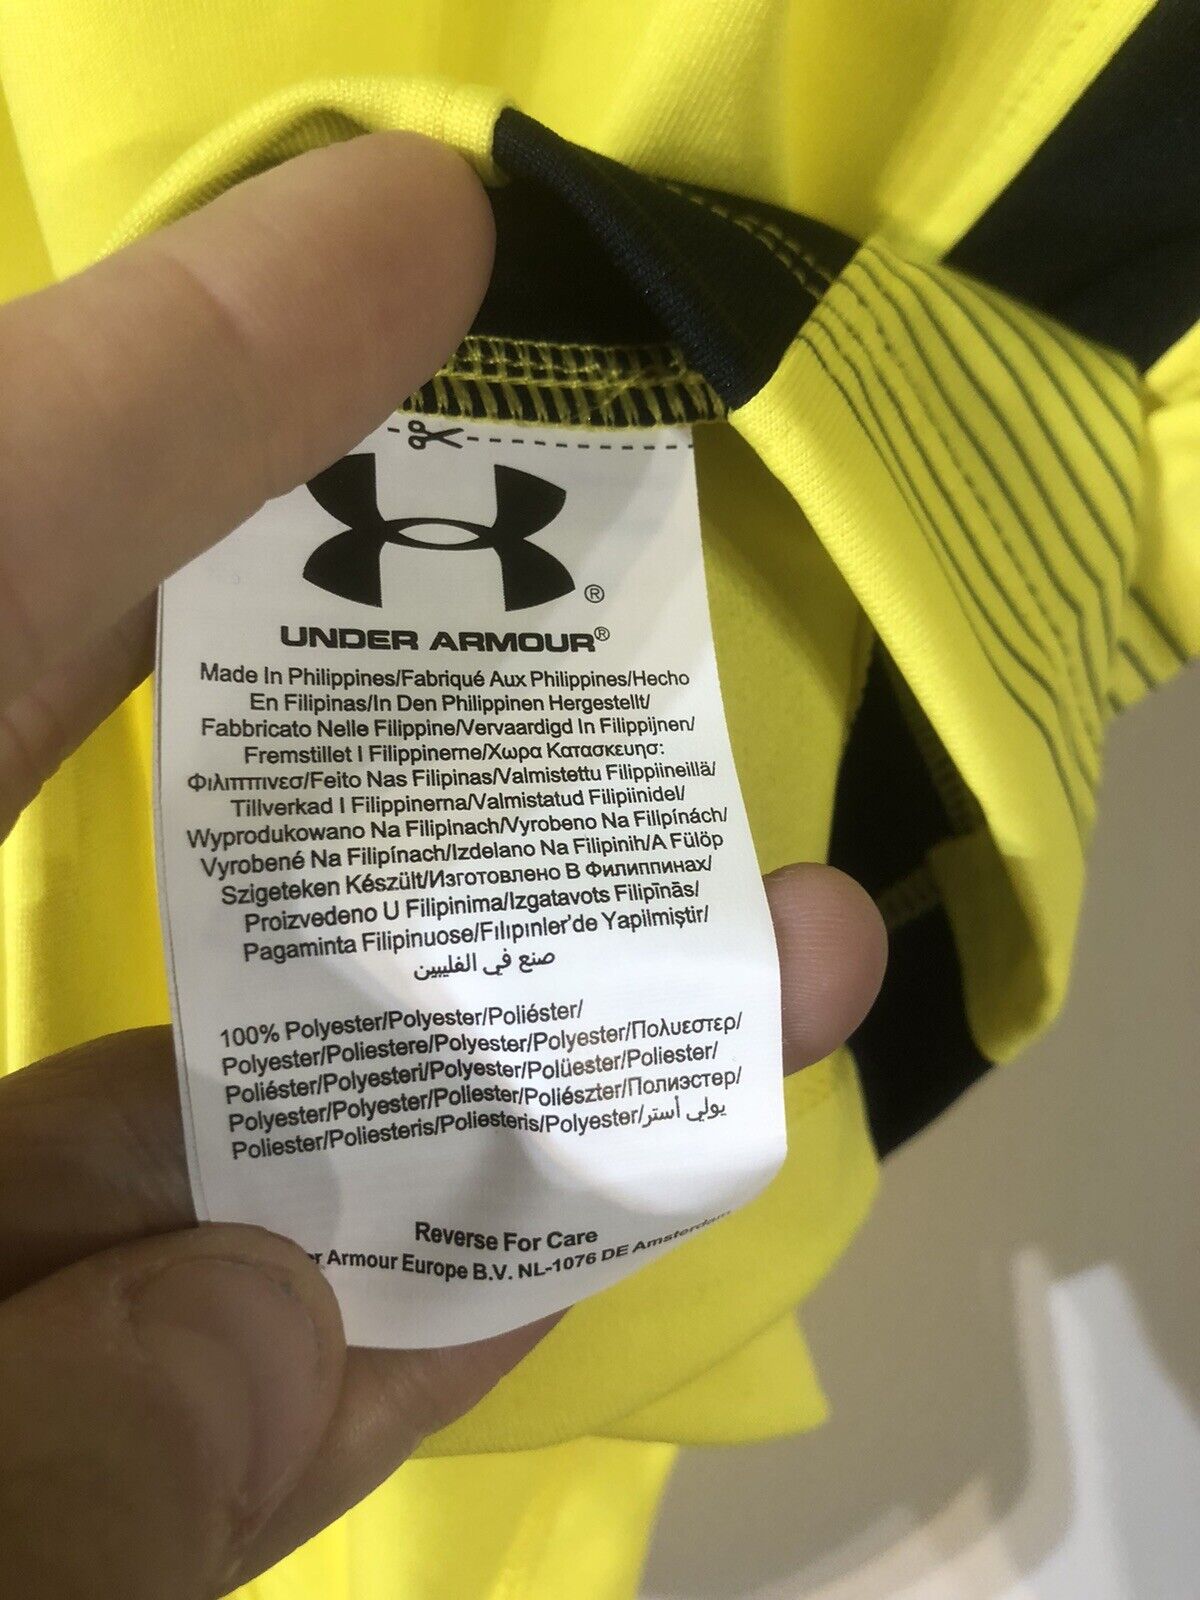 ®
UNDER ARMOUR®
Made In Philippines/Fabriqué Aux Philippines/Hecho
En Filipinas/In Den Philippinen Hergestellt/
Fabbricato Nelle Filippine/Vervaardigd In Filippijnen/
Fremstillet I Filippinerne/Χωρα Κατασκευησ:
Φιλιππινεσ/Feito Nas Filipinas/Valmistettu Filippiineillä/
Tillverkad I Filippinerna/Valmistatud Filipiinidel/
Wyprodukowano Na Filipinach/Vyrobeno Na Filipínách/
Vyrobené Na Filipínach/Izdelano Na Filipinih/A Fülöp
Szigeteken Készült/Изготовлено В Филиппинах/
Proizvedeno U Filipinima/Izgatavots Filipīnās/
Pagaminta Filipinuose/Filipinler'de Yapilmiştir/
صنع في الفليبين
100% Polyester/Polyester/Poliéster/
Polyester/Poliestere/Polyester/Polyester/Πολυεστερ/
Poliéster/Polyesteri/Polyester/Polüester/Poliester/
Polyester/Polyester/Poliester/Poliészter/Полиэстер/
Poliester/Poliesteris/Poliesteris/Polyester/بولي أستر
Reverse For Care
Armour Europe B.V. NL-1076 DE Amsterdam